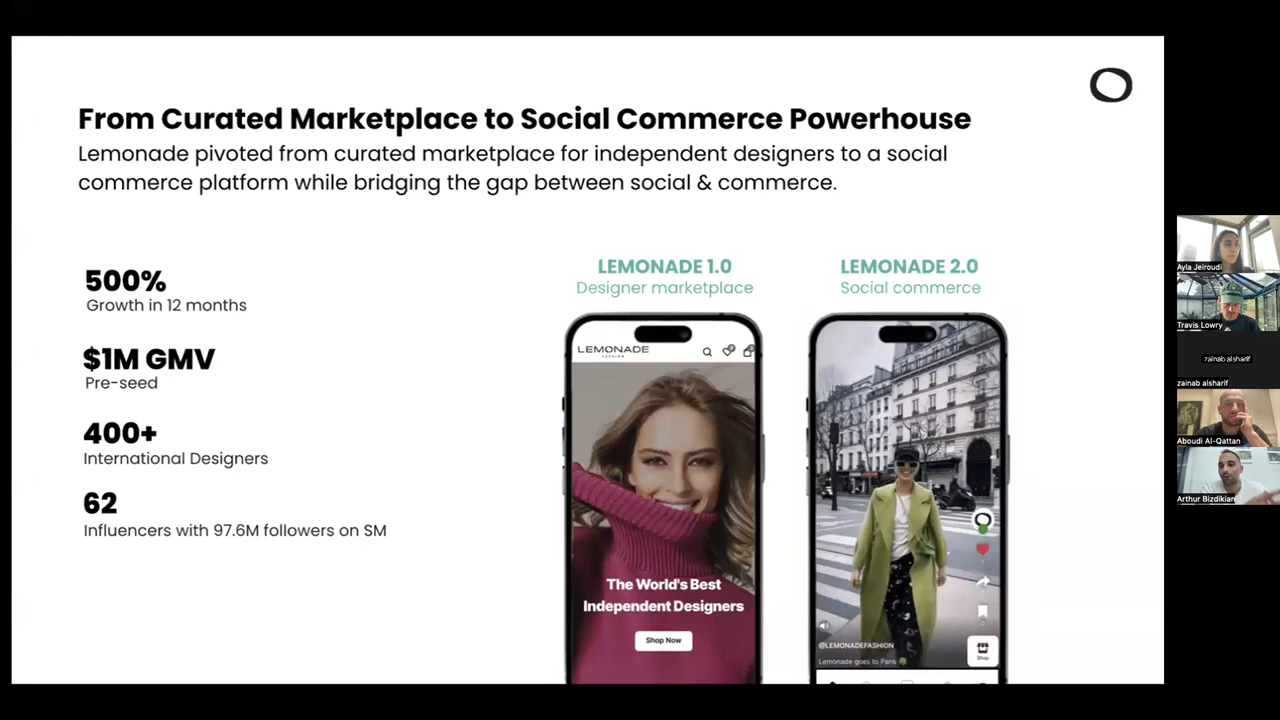 From Curated Marketplace to Social Commerce Powerhouse
Lemonade pivoted from curated marketplace for independent designers to a social
commerce platform while bridging the gap between social & commerce.
500%
Growth in 12 months
$1M GMV
Pre-seed
400+
International Designers
62
Influencers with 97.6M followers on SM
LEMONADE 1.0
Designer marketplace
LEMONADE
FASHION
The World's Best
Independent Designers
Shop Now
LEMONADE 2.0
Social commerce
@LEMONADEFASHION
Lemonade goes to Paris
Shop
Ayla Jeiroudi
Travis Lowry
zainab alsharif
zainab alsharif
Aboudi Al-Qattan
Arthur Bizdikian